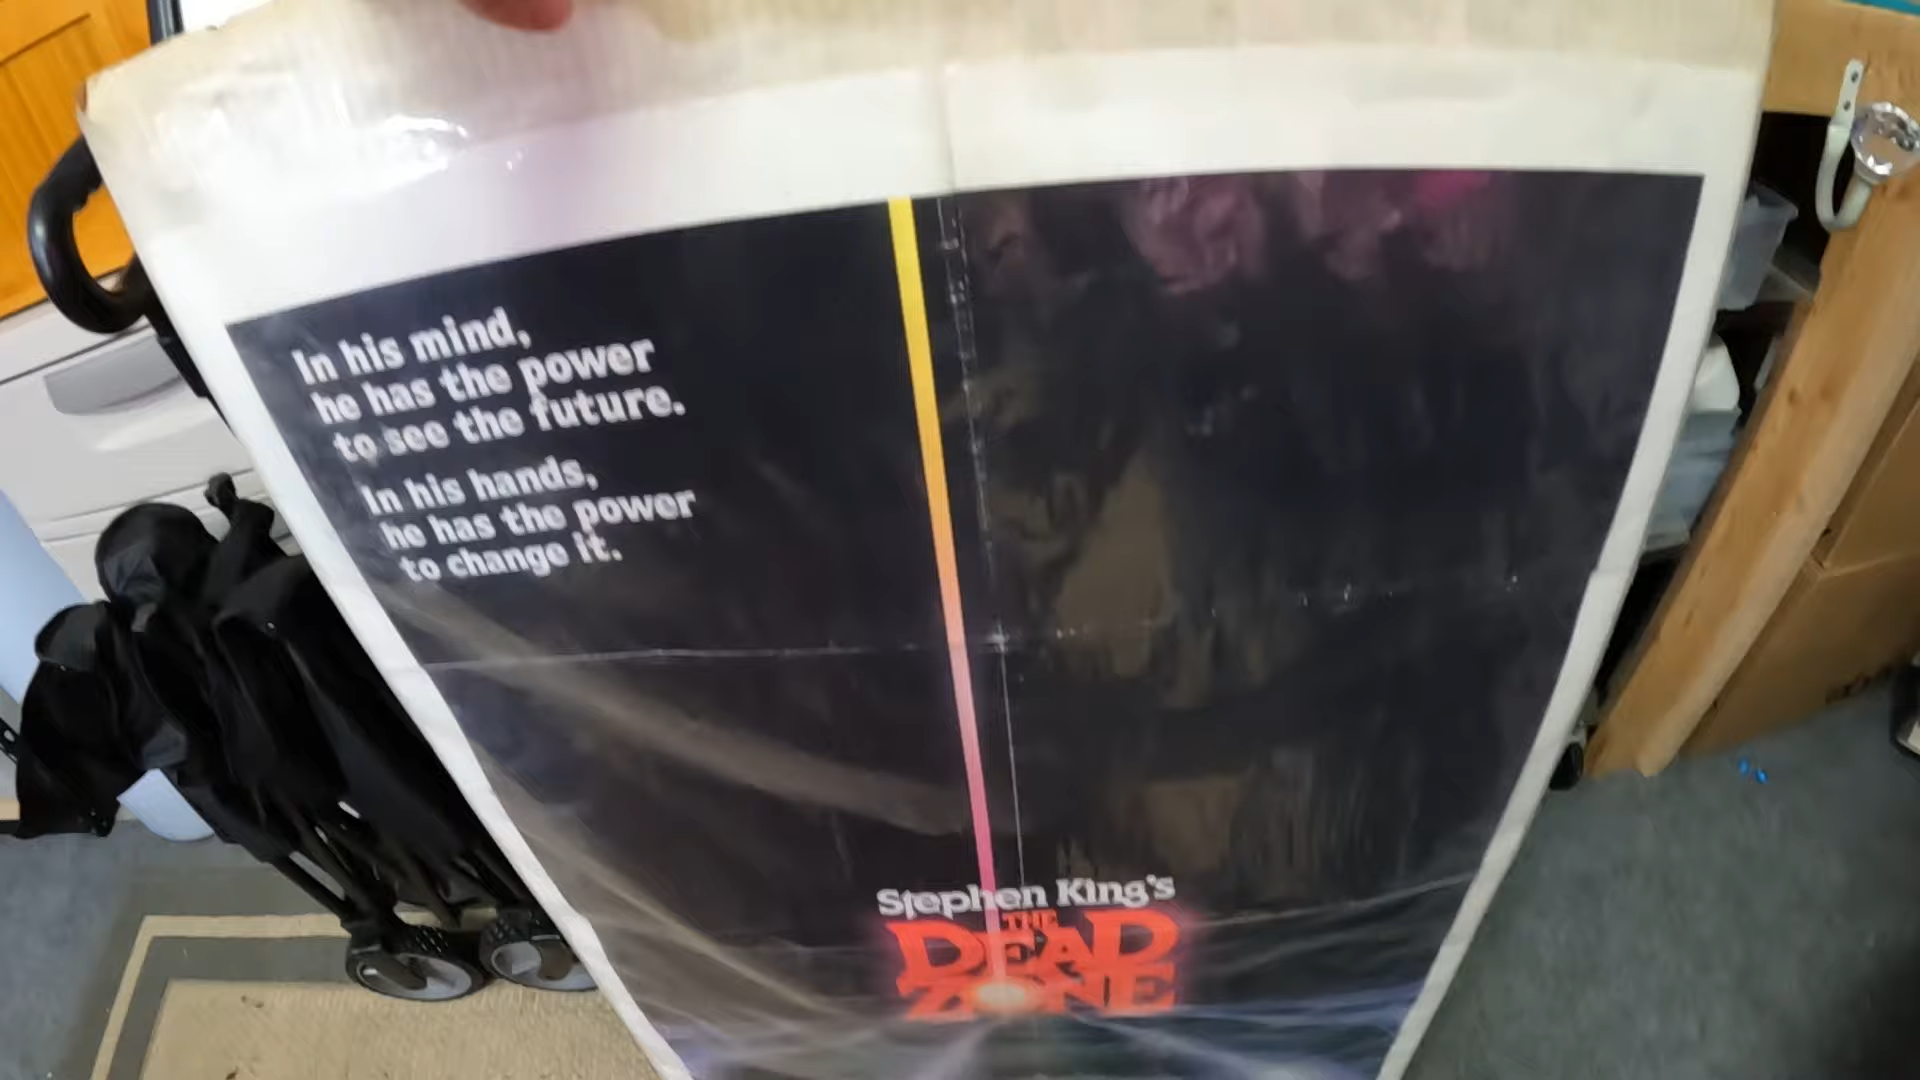 In his mind,
he has the power
to see the future.
In his hands,
he has the power
to change it.
Stephen King's
THE
DEAD
ZONE